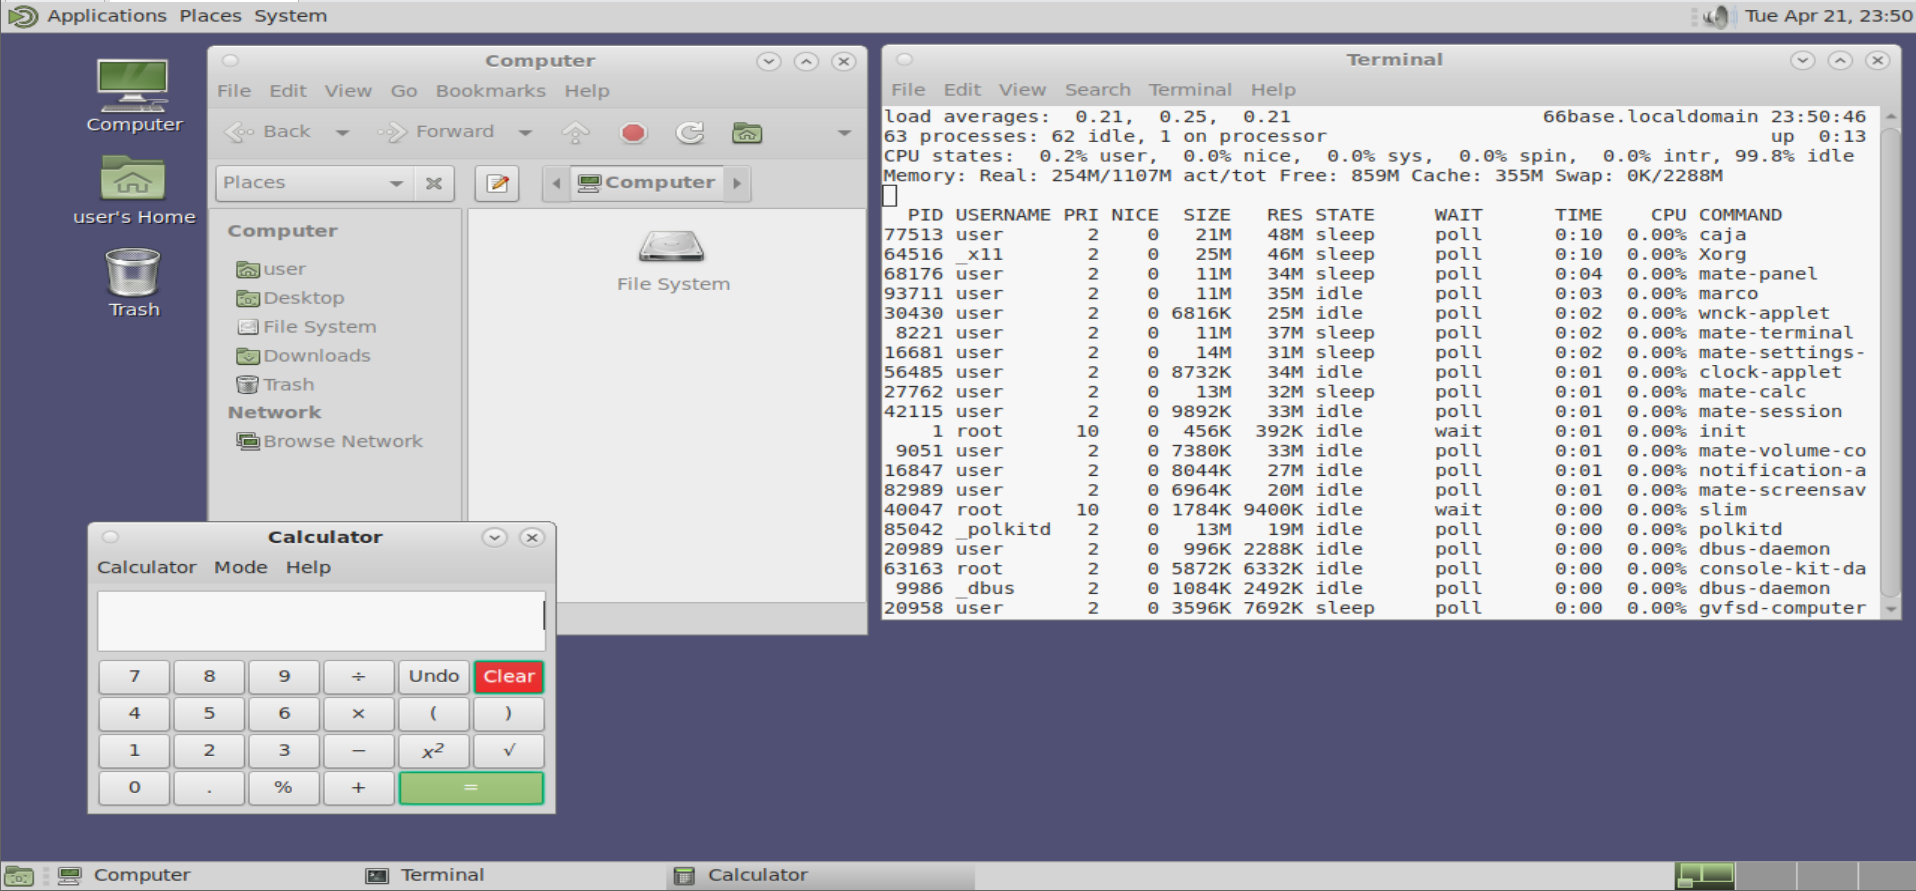 Applications Places System
Tue Apr 21, 23:50
Computer
user's Home
Trash
Computer
File Edit View Go Bookmarks Help
Back Forward
Places
Computer
Computer
user
Desktop
File System
Downloads
Trash
Network
Browse Network
File System
Terminal
File Edit View Search Terminal Help
load averages:  0.21,  0.25,  0.21 66base.localdomain 23:50:46
63 processes: 62 idle, 1 on processor up  0:13
CPU states:  0.2% user,  0.0% nice,  0.0% sys,  0.0% spin,  0.0% intr, 99.8% idle
Memory: Real: 254M/1107M act/tot Free: 859M Cache: 355M Swap: 0K/2288M
PID USERNAME PRI NICE  SIZE   RES STATE     WAIT      TIME    CPU COMMAND
77513 user       2    0   21M   48M sleep     poll      0:10  0.00% caja
64516 _x11       2    0   25M   46M sleep     poll      0:10  0.00% Xorg
68176 user       2    0   11M   34M sleep     poll      0:04  0.00% mate-panel
93711 user       2    0   11M   35M idle      poll      0:03  0.00% marco
30430 user       2    0 6816K   25M idle      poll      0:02  0.00% wnck-applet
8221 user       2    0   11M   37M sleep     poll      0:02  0.00% mate-terminal
16681 user       2    0   14M   31M sleep     poll      0:02  0.00% mate-settings-
56485 user       2    0 8732K   34M idle      poll      0:01  0.00% clock-applet
27762 user       2    0   13M   32M sleep     poll      0:01  0.00% mate-calc
42115 user       2    0 9892K   33M idle      poll      0:01  0.00% mate-session
1 root      10    0  456K  392K idle      wait      0:01  0.00% init
9051 user       2    0 7380K   33M idle      poll      0:01  0.00% mate-volume-co
16847 user       2    0 8044K   27M idle      poll      0:01  0.00% notification-a
82989 user       2    0 6964K   20M idle      poll      0:01  0.00% mate-screensav
40047 root      10    0 1784K 9400K idle      wait      0:00  0.00% slim
85042 _polkitd   2    0   13M   19M idle      poll      0:00  0.00% polkitd
20989 user       2    0  996K 2288K idle      poll      0:00  0.00% dbus-daemon
63163 root       2    0 5872K 6332K idle      poll      0:00  0.00% console-kit-da
9986 _dbus      2    0 1084K 2492K idle      poll      0:00  0.00% dbus-daemon
20958 user       2    0 3596K 7692K sleep     poll      0:00  0.00% gvfsd-computer
Calculator
Calculator Mode Help
7 8 9 ÷ Undo Clear
4 5 6 × ( )
1 2 3 − x² √
0 . % + =
Computer Terminal Calculator